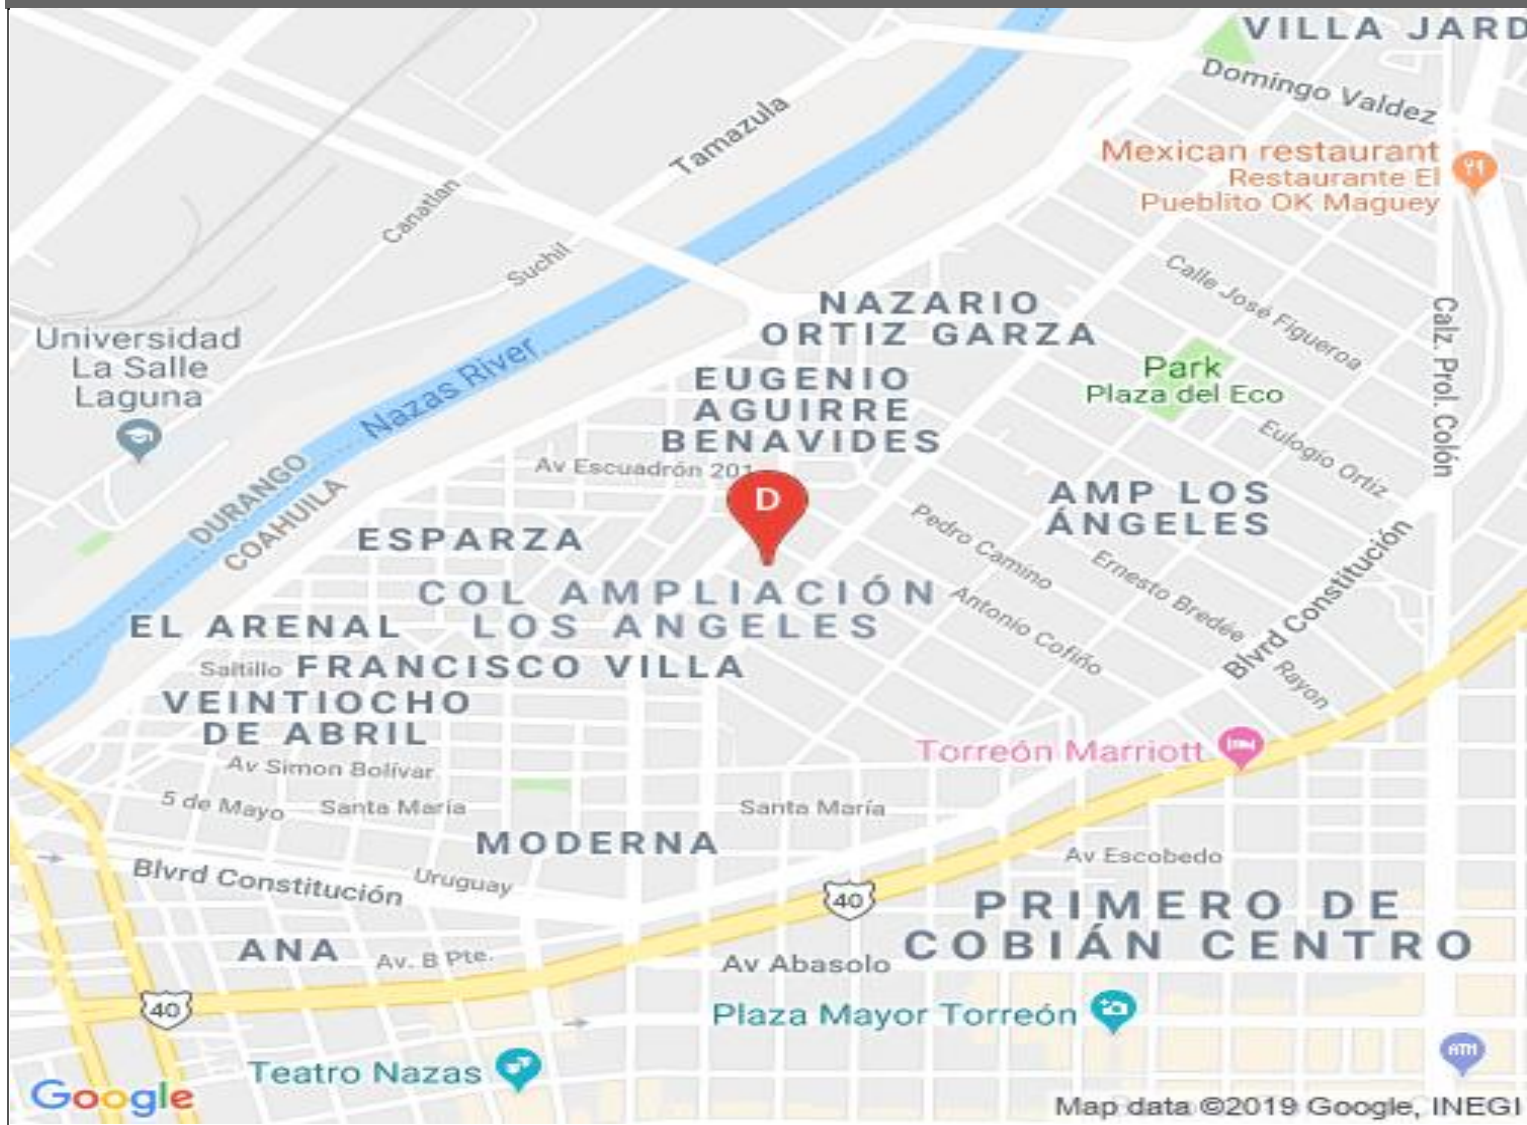 VILLA JARD
Domingo Valdez
Tamazula
Mexican restaurant
Restaurante El
Pueblito OK Maguey
Canatlan
Suchil
Calle José Figueroa
NAZARIO
ORTIZ GARZA
Calz. Prol. Colón
Universidad
La Salle
Laguna
Nazas River
Park
Plaza del Eco
EUGENIO
AGUIRRE
BENAVIDES
Av Escuadrón 201
Eulogio Ortiz
DURANGO
COAHUILA
D
AMP LOS
ÁNGELES
Pedro Camino
ESPARZA
Ernesto Bredée
Blvrd Constitución
COL AMPLIACIÓN
LOS ANGELES
Antonio Cofiño
EL ARENAL
Saltillo
FRANCISCO VILLA
Rayon
VEINTIOCHO
DE ABRIL
Torreón Marriott
Av Simon Bolívar
5 de Mayo
Santa María
Santa María
MODERNA
Av Escobedo
Blvrd Constitución
Uruguay
40
PRIMERO DE
COBIÁN CENTRO
ANA
Av. B Pte.
Av Abasolo
40
Plaza Mayor Torreón
ATM
Teatro Nazas
Google
Map data ©2019 Google, INEGI